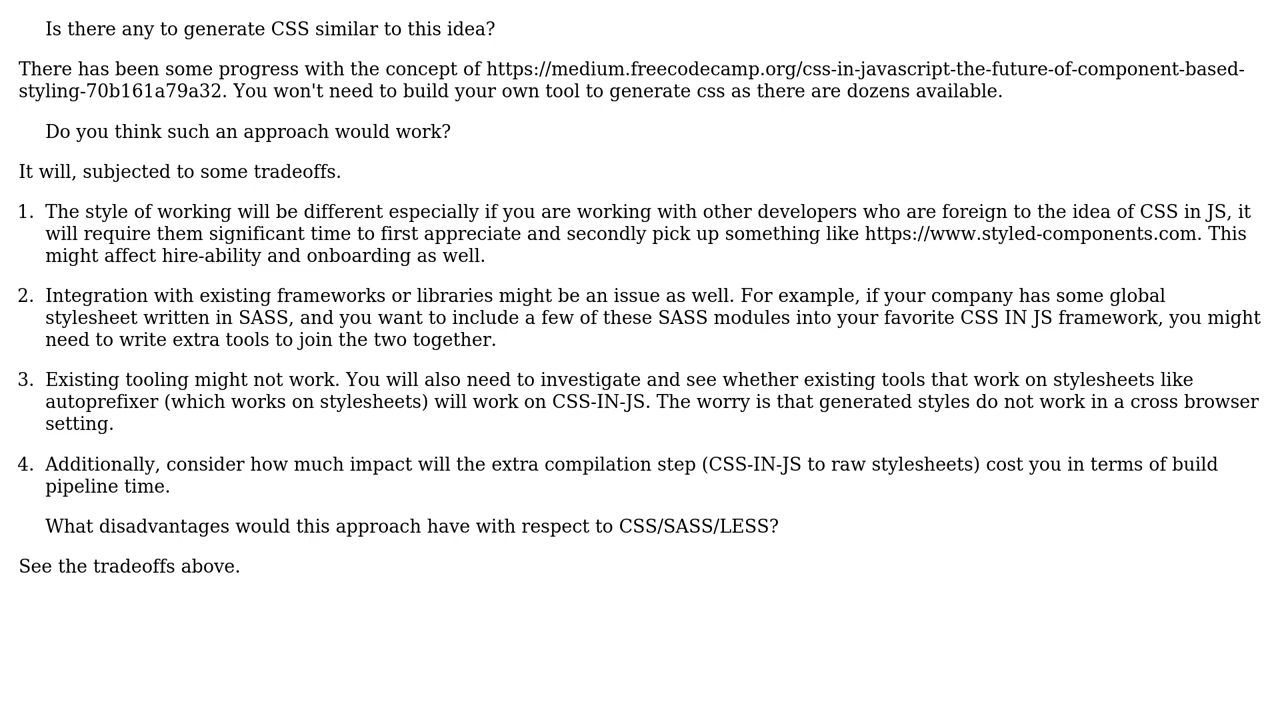 Is there any to generate CSS similar to this idea?
There has been some progress with the concept of https://medium.freecodecamp.org/css-in-javascript-the-future-of-component-based-
styling-70b161a79a32. You won't need to build your own tool to generate css as there are dozens available.
Do you think such an approach would work?
It will, subjected to some tradeoffs.
1. The style of working will be different especially if you are working with other developers who are foreign to the idea of CSS in JS, it
will require them significant time to first appreciate and secondly pick up something like https://www.styled-components.com. This
might affect hire-ability and onboarding as well.
2. Integration with existing frameworks or libraries might be an issue as well. For example, if your company has some global
stylesheet written in SASS, and you want to include a few of these SASS modules into your favorite CSS IN JS framework, you might
need to write extra tools to join the two together.
3. Existing tooling might not work. You will also need to investigate and see whether existing tools that work on stylesheets like
autoprefixer (which works on stylesheets) will work on CSS-IN-JS. The worry is that generated styles do not work in a cross browser
setting.
4. Additionally, consider how much impact will the extra compilation step (CSS-IN-JS to raw stylesheets) cost you in terms of build
pipeline time.
What disadvantages would this approach have with respect to CSS/SASS/LESS?
See the tradeoffs above.